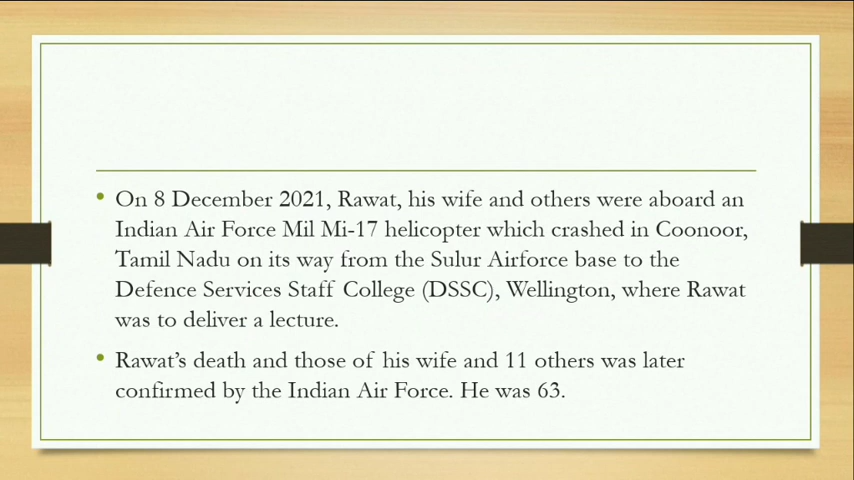 • On 8 December 2021, Rawat, his wife and others were aboard an
Indian Air Force Mil Mi-17 helicopter which crashed in Coonoor,
Tamil Nadu on its way from the Sulur Airforce base to the
Defence Services Staff College (DSSC), Wellington, where Rawat
was to deliver a lecture.
• Rawat’s death and those of his wife and 11 others was later
confirmed by the Indian Air Force. He was 63.